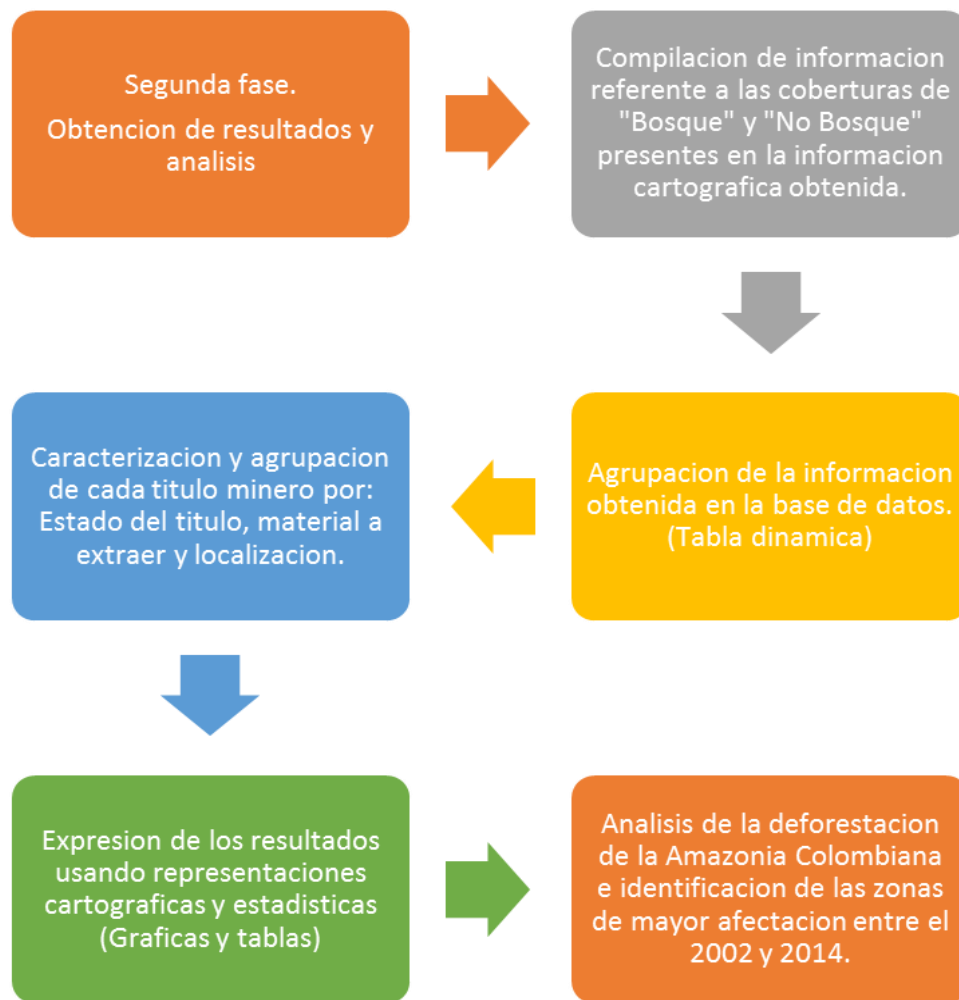 Segunda fase.
Obtencion de resultados y
analisis
Compilacion de informacion
referente a las coberturas de
"Bosque" y "No Bosque"
presentes en la informacion
cartografica obtenida.
Agrupacion de la informacion
obtenida en la base de datos.
(Tabla dinamica)
Caracterizacion y agrupacion
de cada titulo minero por:
Estado del titulo, material a
extraer y localizacion.
Expresion de los resultados
usando representaciones
cartograficas y estadisticas
(Graficas y tablas)
Analisis de la deforestacion
de la Amazonia Colombiana
e identificacion de las zonas
de mayor afectacion entre el
2002 y 2014.